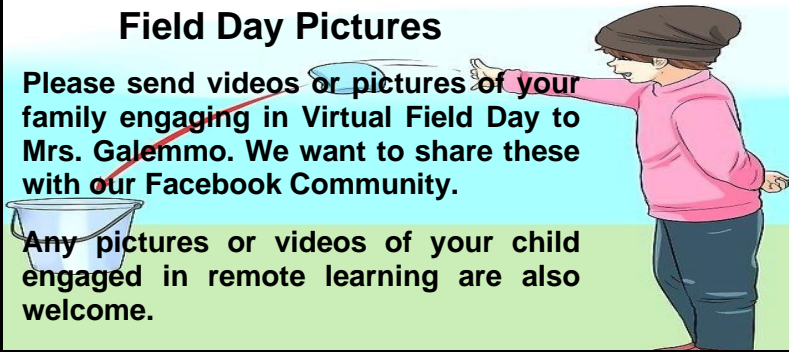 Field Day Pictures
Please send videos or pictures of your
family engaging in Virtual Field Day to
Mrs. Galemmo. We want to share these
with our Facebook Community.
Any pictures or videos of your child
engaged in remote learning are also
welcome.